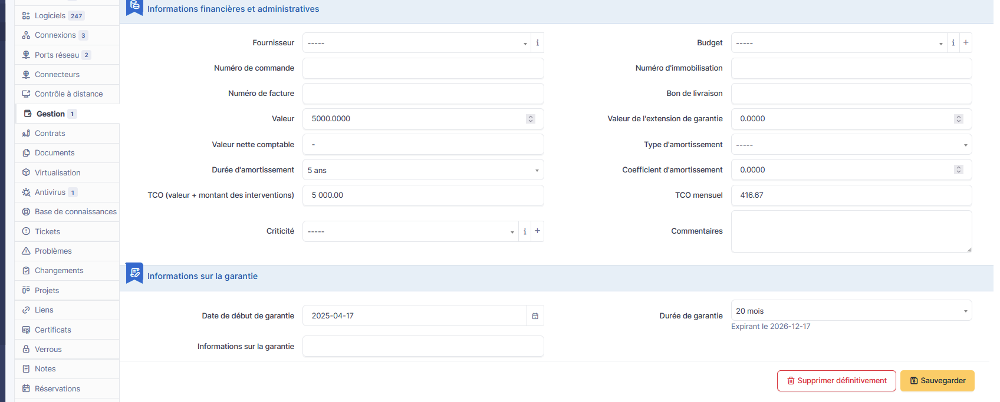 Logiciels 247
Connexions 3
Ports réseau 2
Connecteurs
Contrôle à distance
Gestion 1
Contrats
Documents
Virtualisation
Antivirus 1
Base de connaissances
Tickets
Problèmes
Changements
Projets
Liens
Certificats
Verrous
Notes
Réservations
Informations financières et administratives
Fournisseur ----- i
Budget ----- i +
Numéro de commande
Numéro d'immobilisation
Numéro de facture
Bon de livraison
Valeur 5000.0000
Valeur de l'extension de garantie 0.0000
Valeur nette comptable -
Type d'amortissement -----
Durée d'amortissement 5 ans
Coefficient d'amortissement 0.0000
TCO (valeur + montant des interventions) 5 000.00
TCO mensuel 416.67
Criticité ----- i +
Commentaires
Informations sur la garantie
Date de début de garantie 2025-04-17
Durée de garantie 20 mois
Expirant le 2026-12-17
Informations sur la garantie
Supprimer définitivement
Sauvegarder